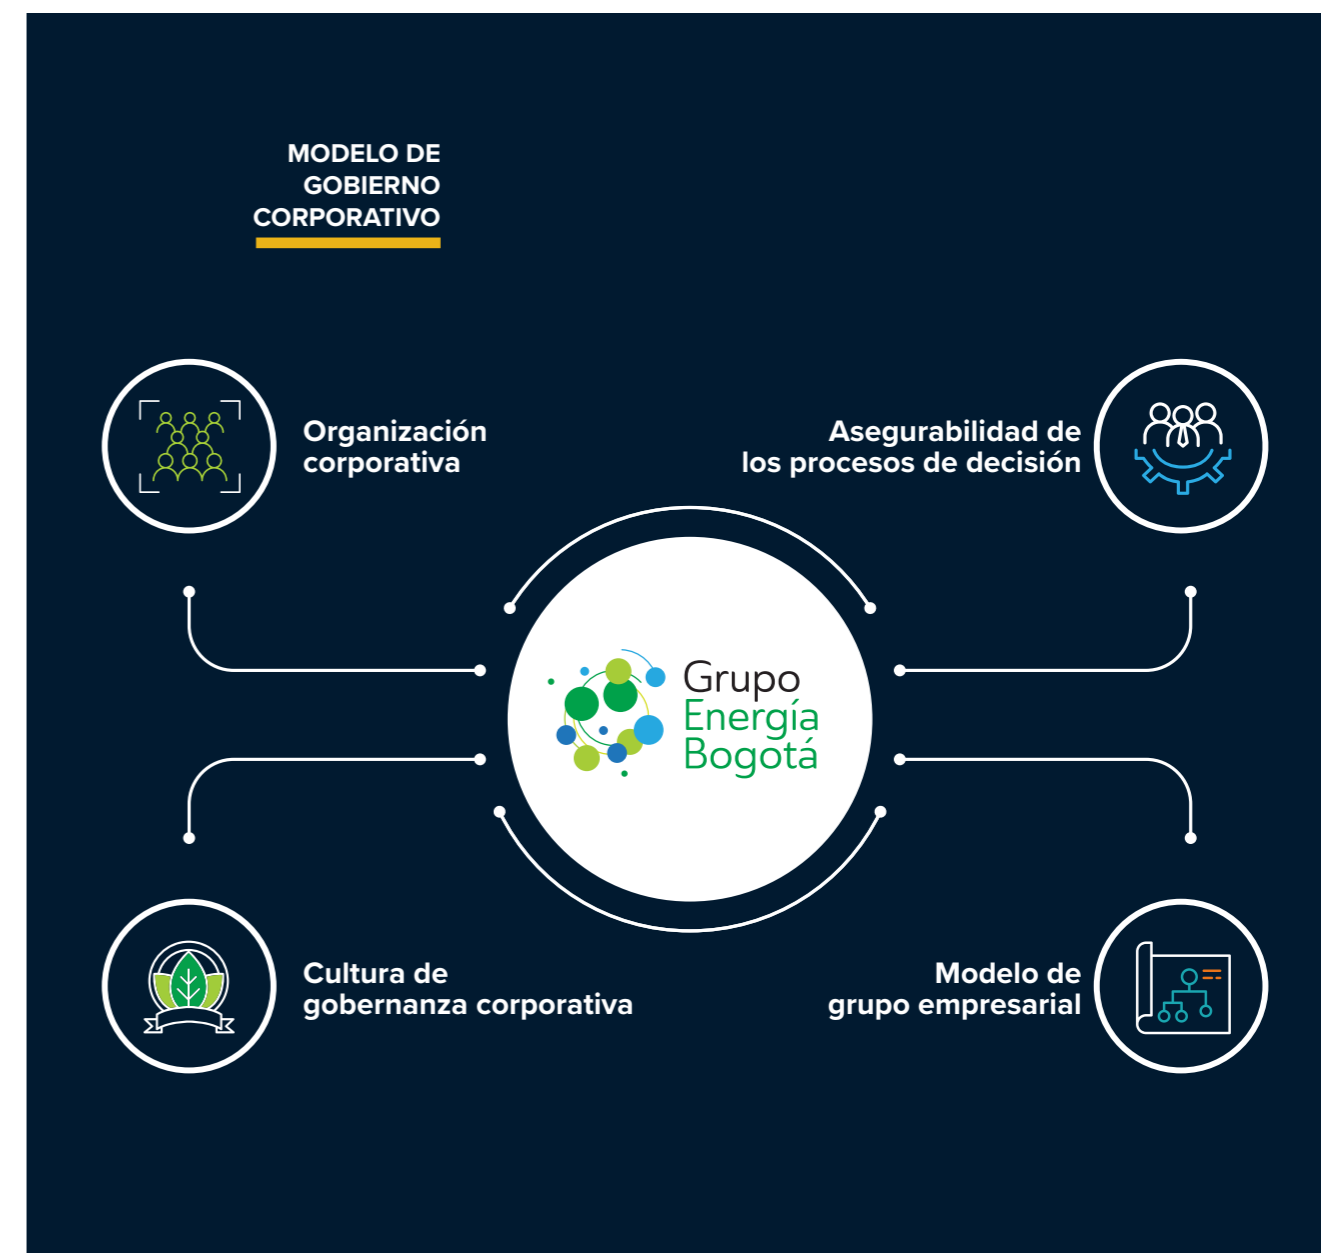 MODELO DE
GOBIERNO
CORPORATIVO
Organización
corporativa
Asegurabilidad de
los procesos de decisión
Grupo
Energía
Bogotá
Cultura de
gobernanza corporativa
Modelo de
grupo empresarial